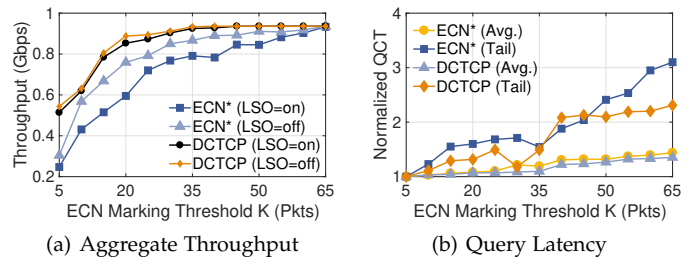 Throughput (Gbps)
1
0.8
0.6
0.4
0.2
ECN* (LSO=on)
ECN* (LSO=off)
DCTCP (LSO=on)
DCTCP (LSO=off)
5 20 35 50 65
ECN Marking Threshold K (Pkts)
(a) Aggregate Throughput
Normalized QCT
4
3
2
1
ECN* (Avg.)
ECN* (Tail)
DCTCP (Avg.)
DCTCP (Tail)
5 20 35 50 65
ECN Marking Threshold K (Pkts)
(b) Query Latency